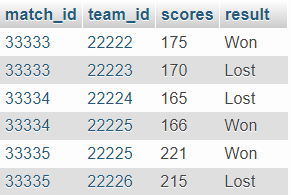 match_id team_id scores result
33333 22222 175 Won
33333 22223 170 Lost
33334 22224 165 Lost
33334 22225 166 Won
33335 22225 221 Won
33335 22226 215 Lost